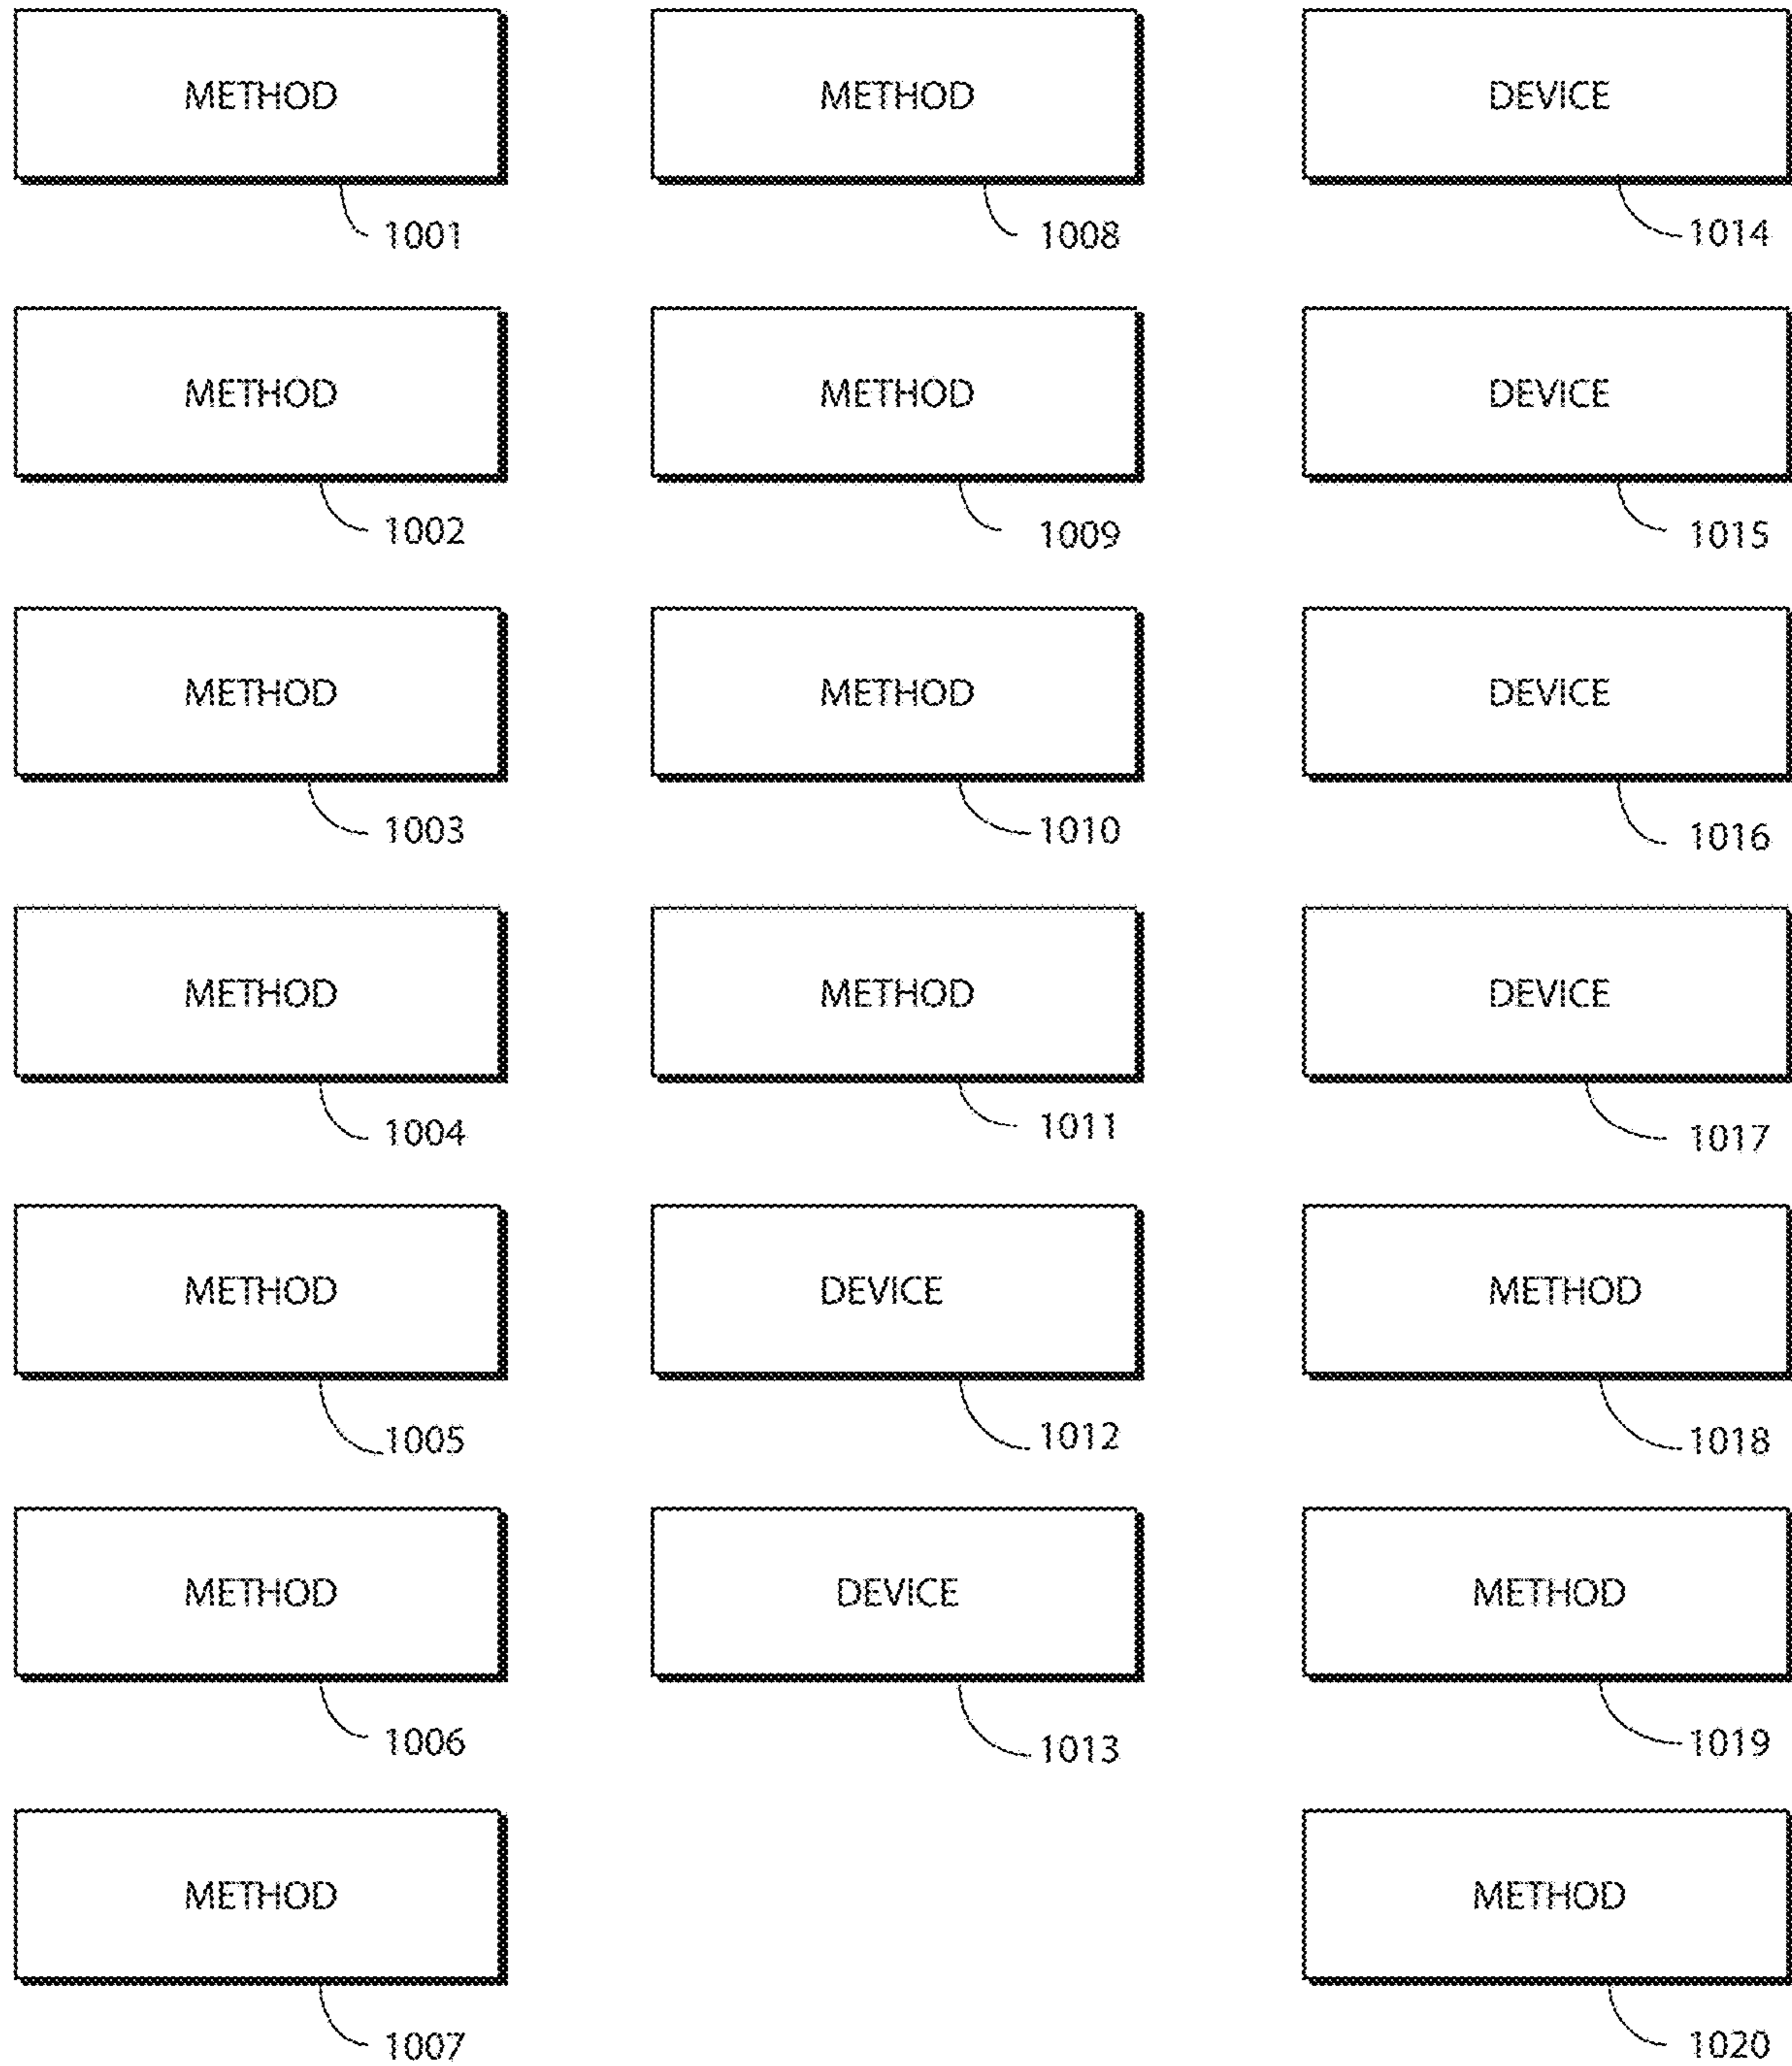 METHOD
1001
METHOD
1002
METHOD
1003
METHOD
1004
METHOD
1005
METHOD
1006
METHOD
1007
METHOD
1008
METHOD
1009
METHOD
1010
METHOD
1011
DEVICE
1012
DEVICE
1013
DEVICE
1014
DEVICE
1015
DEVICE
1016
DEVICE
1017
METHOD
1018
METHOD
1019
METHOD
1020